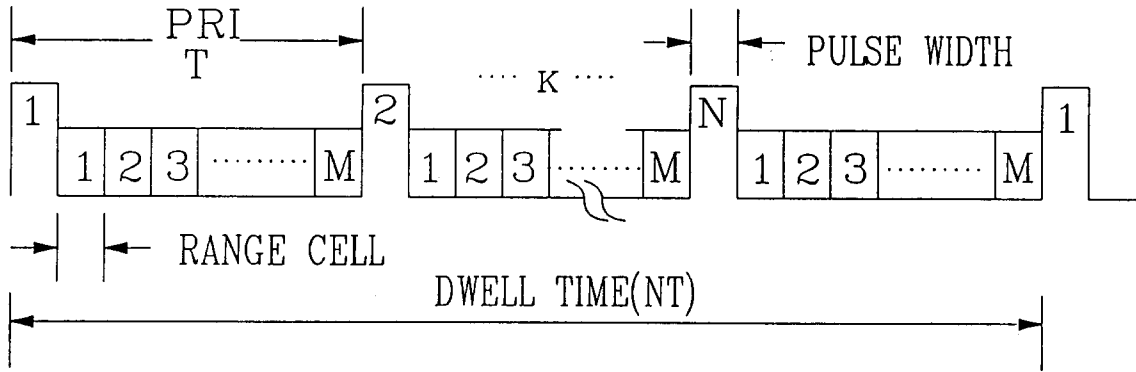 PRI
T
PULSE WIDTH
····· K ·····
1 2 N 1
1 2 3 ········· M 1 2 3 ········· M 1 2 3 ········· M
RANGE CELL
DWELL TIME(NT)